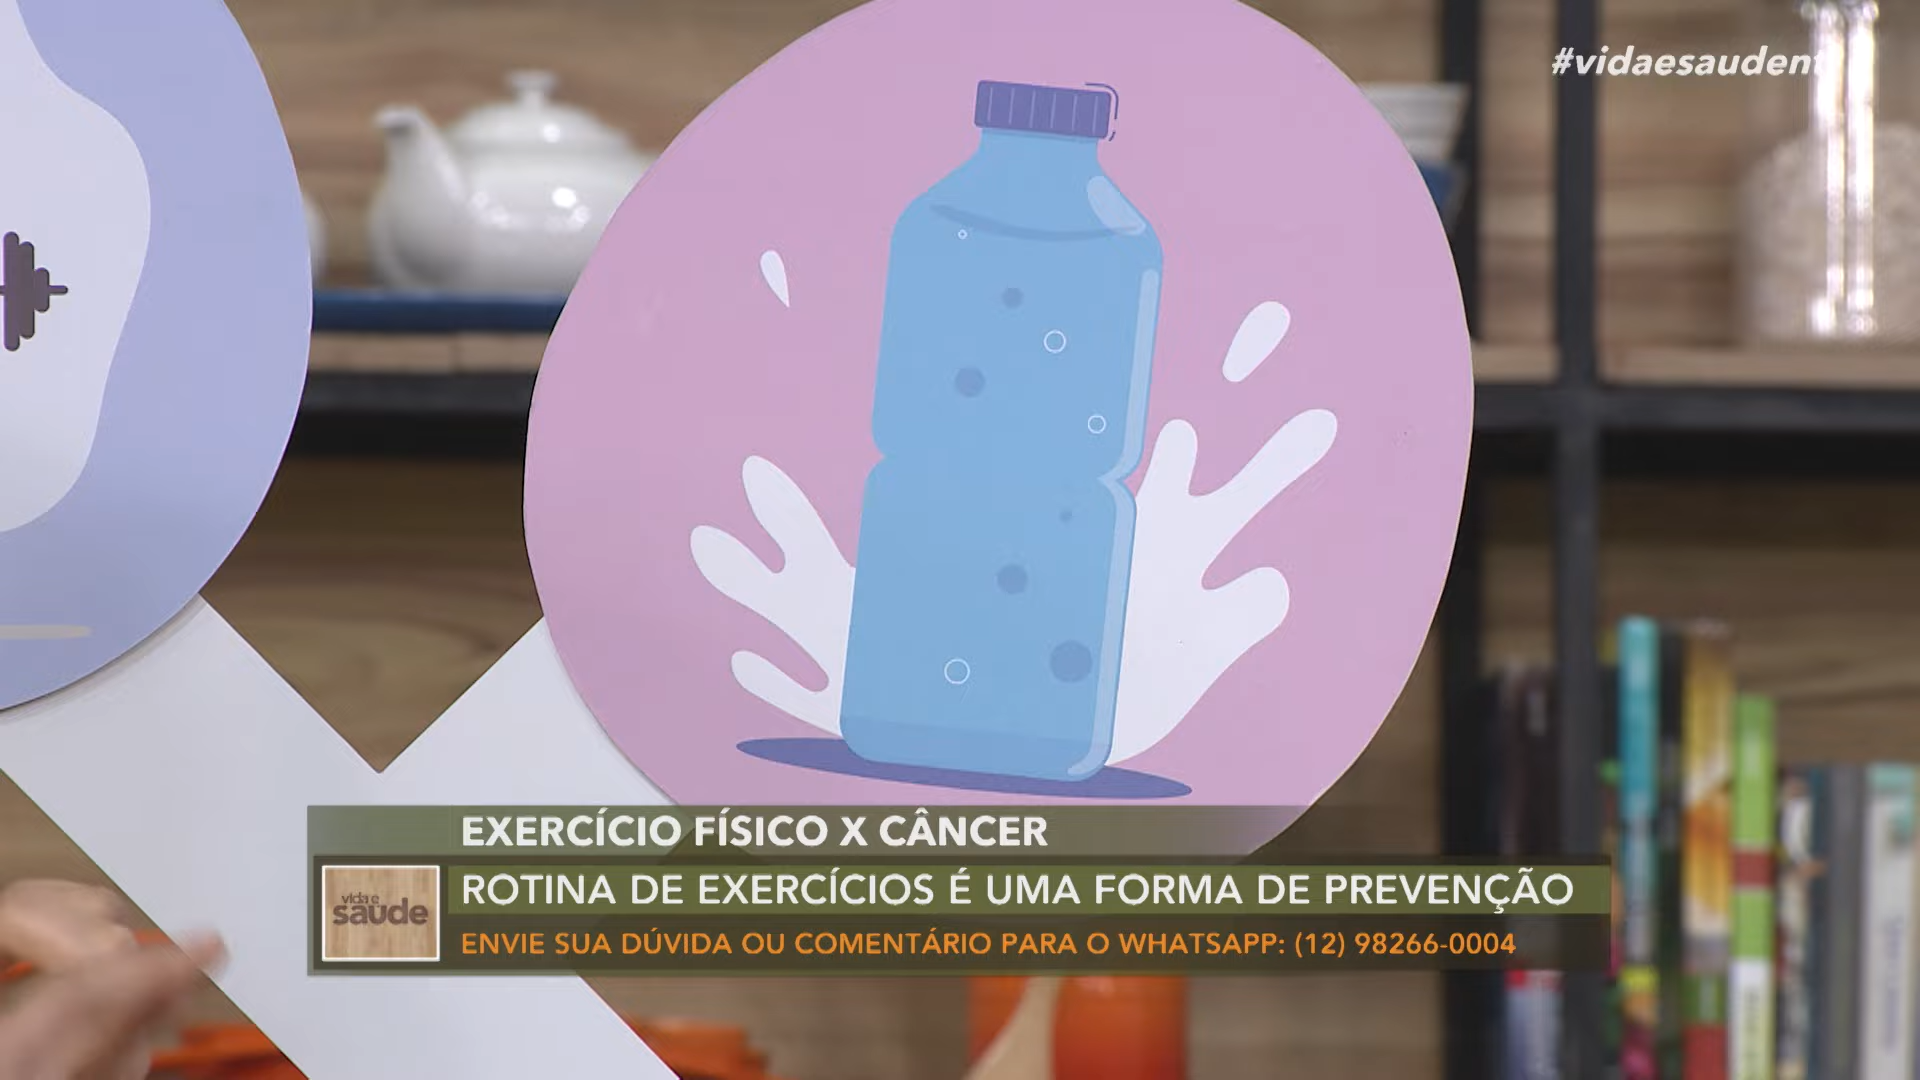 #vidaesaudent
EXERCÍCIO FÍSICO X CÂNCER
vida e
saúde
ROTINA DE EXERCÍCIOS É UMA FORMA DE PREVENÇÃO
ENVIE SUA DÚVIDA OU COMENTÁRIO PARA O WHATSAPP: (12) 98266-0004